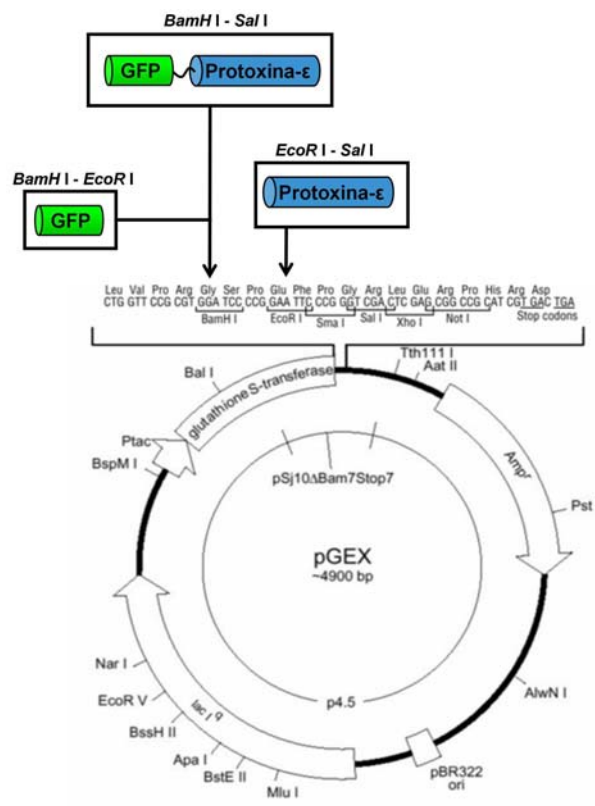 BamH I - Sal I
GFP
Protoxina-ε
EcoR I - Sal I
BamH I - EcoR I
Protoxina-ε
GFP
Leu Val Pro Arg Gly Ser Pro Glu Phe Pro Gly Arg Leu Glu Arg Pro His Arg Asp
CTG GTT CCG CGT GGA TCC CCG GAA TTC CCG GGT CGA CTC GAG CGG CCG CAT CGT GAC TGA
BamH I
EcoR I
Sma I
Sal I
Xho I
Not I
Stop codons
Tth111 I
Aat II
Bal I
glutathione S-transferase
Ptac
BspM I
Ampr
pSj10ΔBam7Stop7
Pst
pGEX
~4900 bp
Nar I
EcoR V
BssH II
Apa I
BstE II
Mlu I
lac Iq
p4.5
AlwN I
pBR322
ori